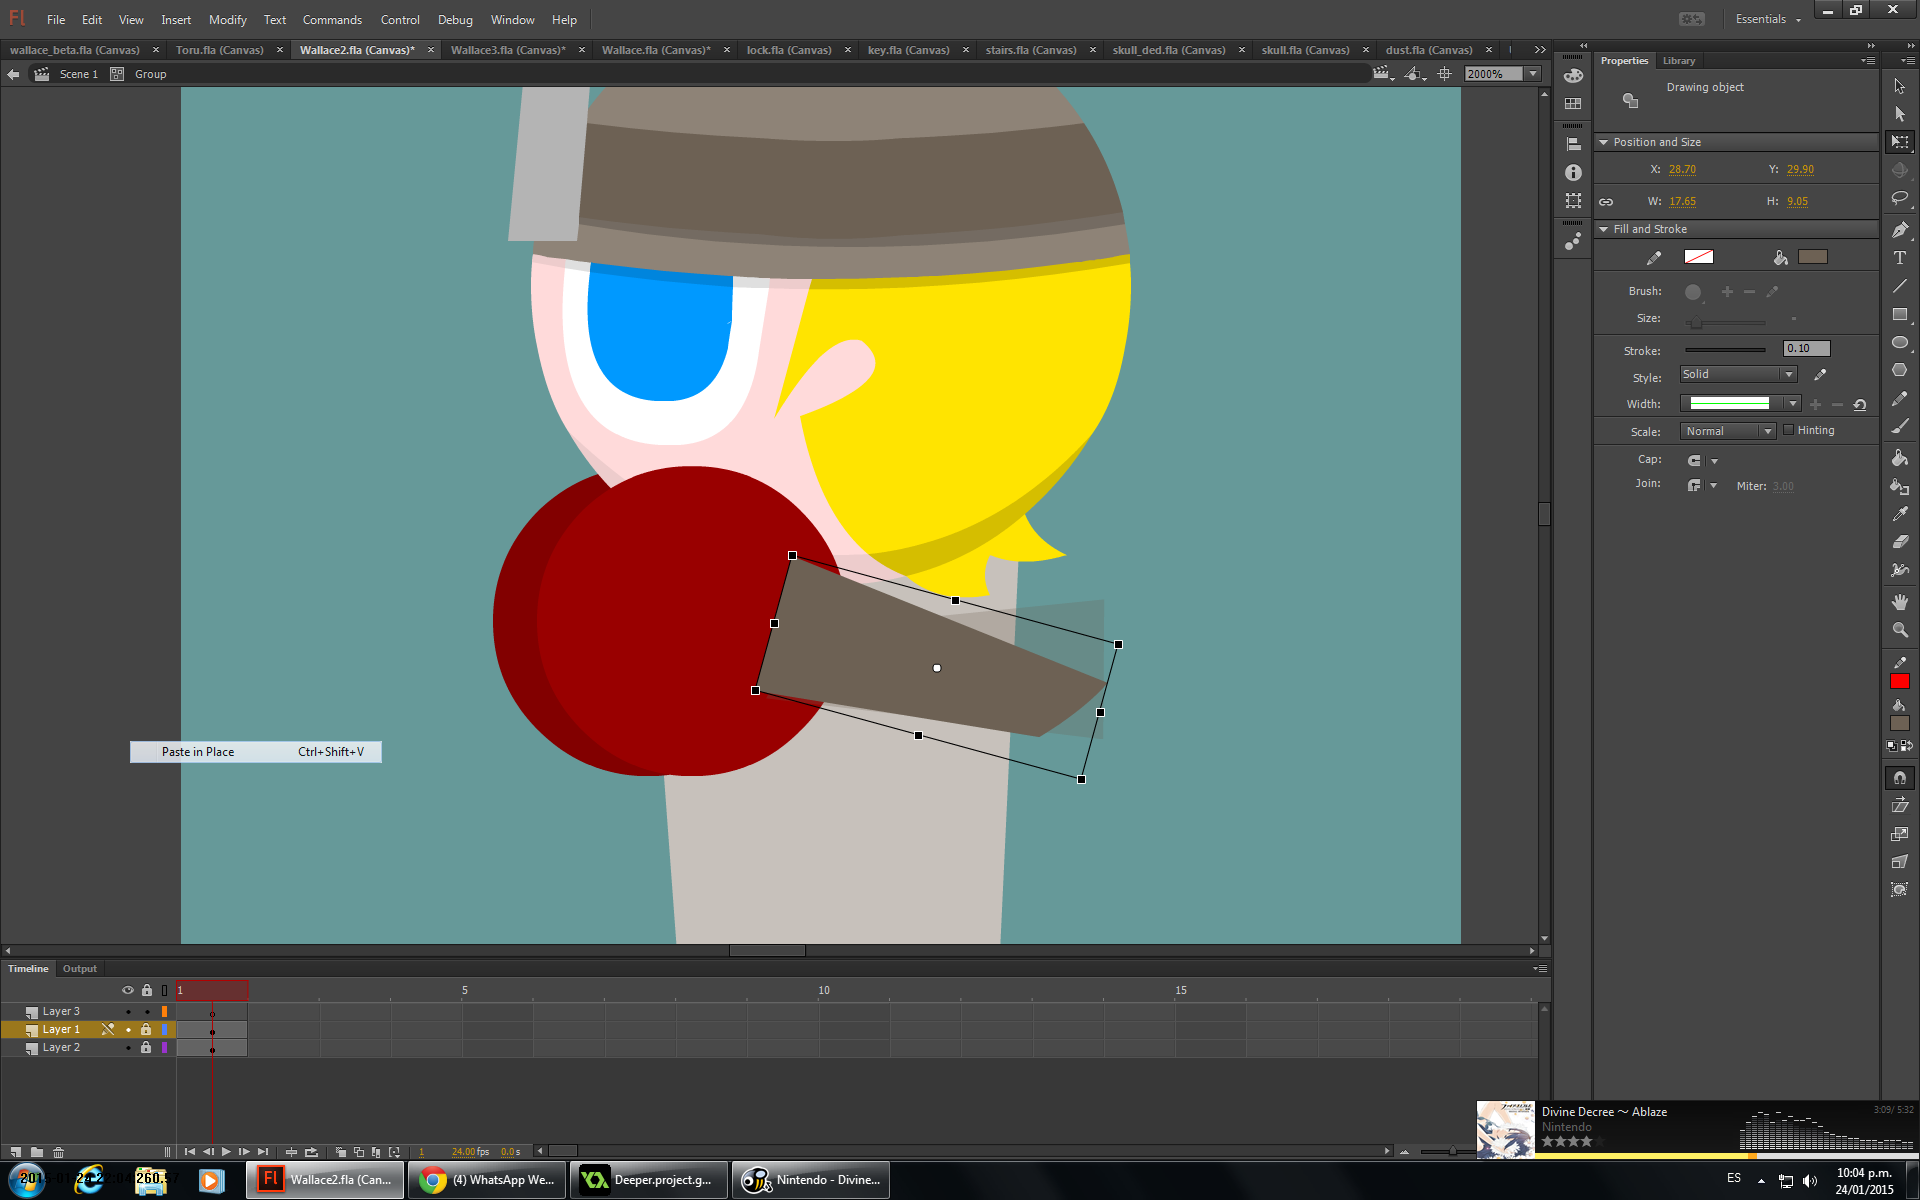 Fl File Edit View Insert Modify Text Commands Control Debug Window Help Essentials
wallace_beta.fla (Canvas) Toru.fla (Canvas) Wallace2.fla (Canvas)* Wallace3.fla (Canvas)* Wallace.fla (Canvas)* lock.fla (Canvas) key.fla (Canvas) stairs.fla (Canvas) skull_ded.fla (Canvas) skull.fla (Canvas) dust.fla (Canvas)
Scene 1 Group 2000%
Properties Library
Drawing object
Position and Size
X: 28.70 Y: 29.90
W: 17.65 H: 9.05
Fill and Stroke
Brush:
Size:
Stroke: 0.10
Style: Solid
Width:
Scale: Normal Hinting
Cap:
Join: Miter: 3.00
Paste in Place Ctrl+Shift+V
Timeline Output
1 5 10 15
Layer 3
Layer 1
Layer 2
1 24.00 fps 0.0 s
Divine Decree ～ Ablaze 3:09/ 5:32
Nintendo
Wallace2.fla (Can... (4) WhatsApp We... Deeper.project.g... Nintendo - Divine...
ES 10:04 p.m.
24/01/2015